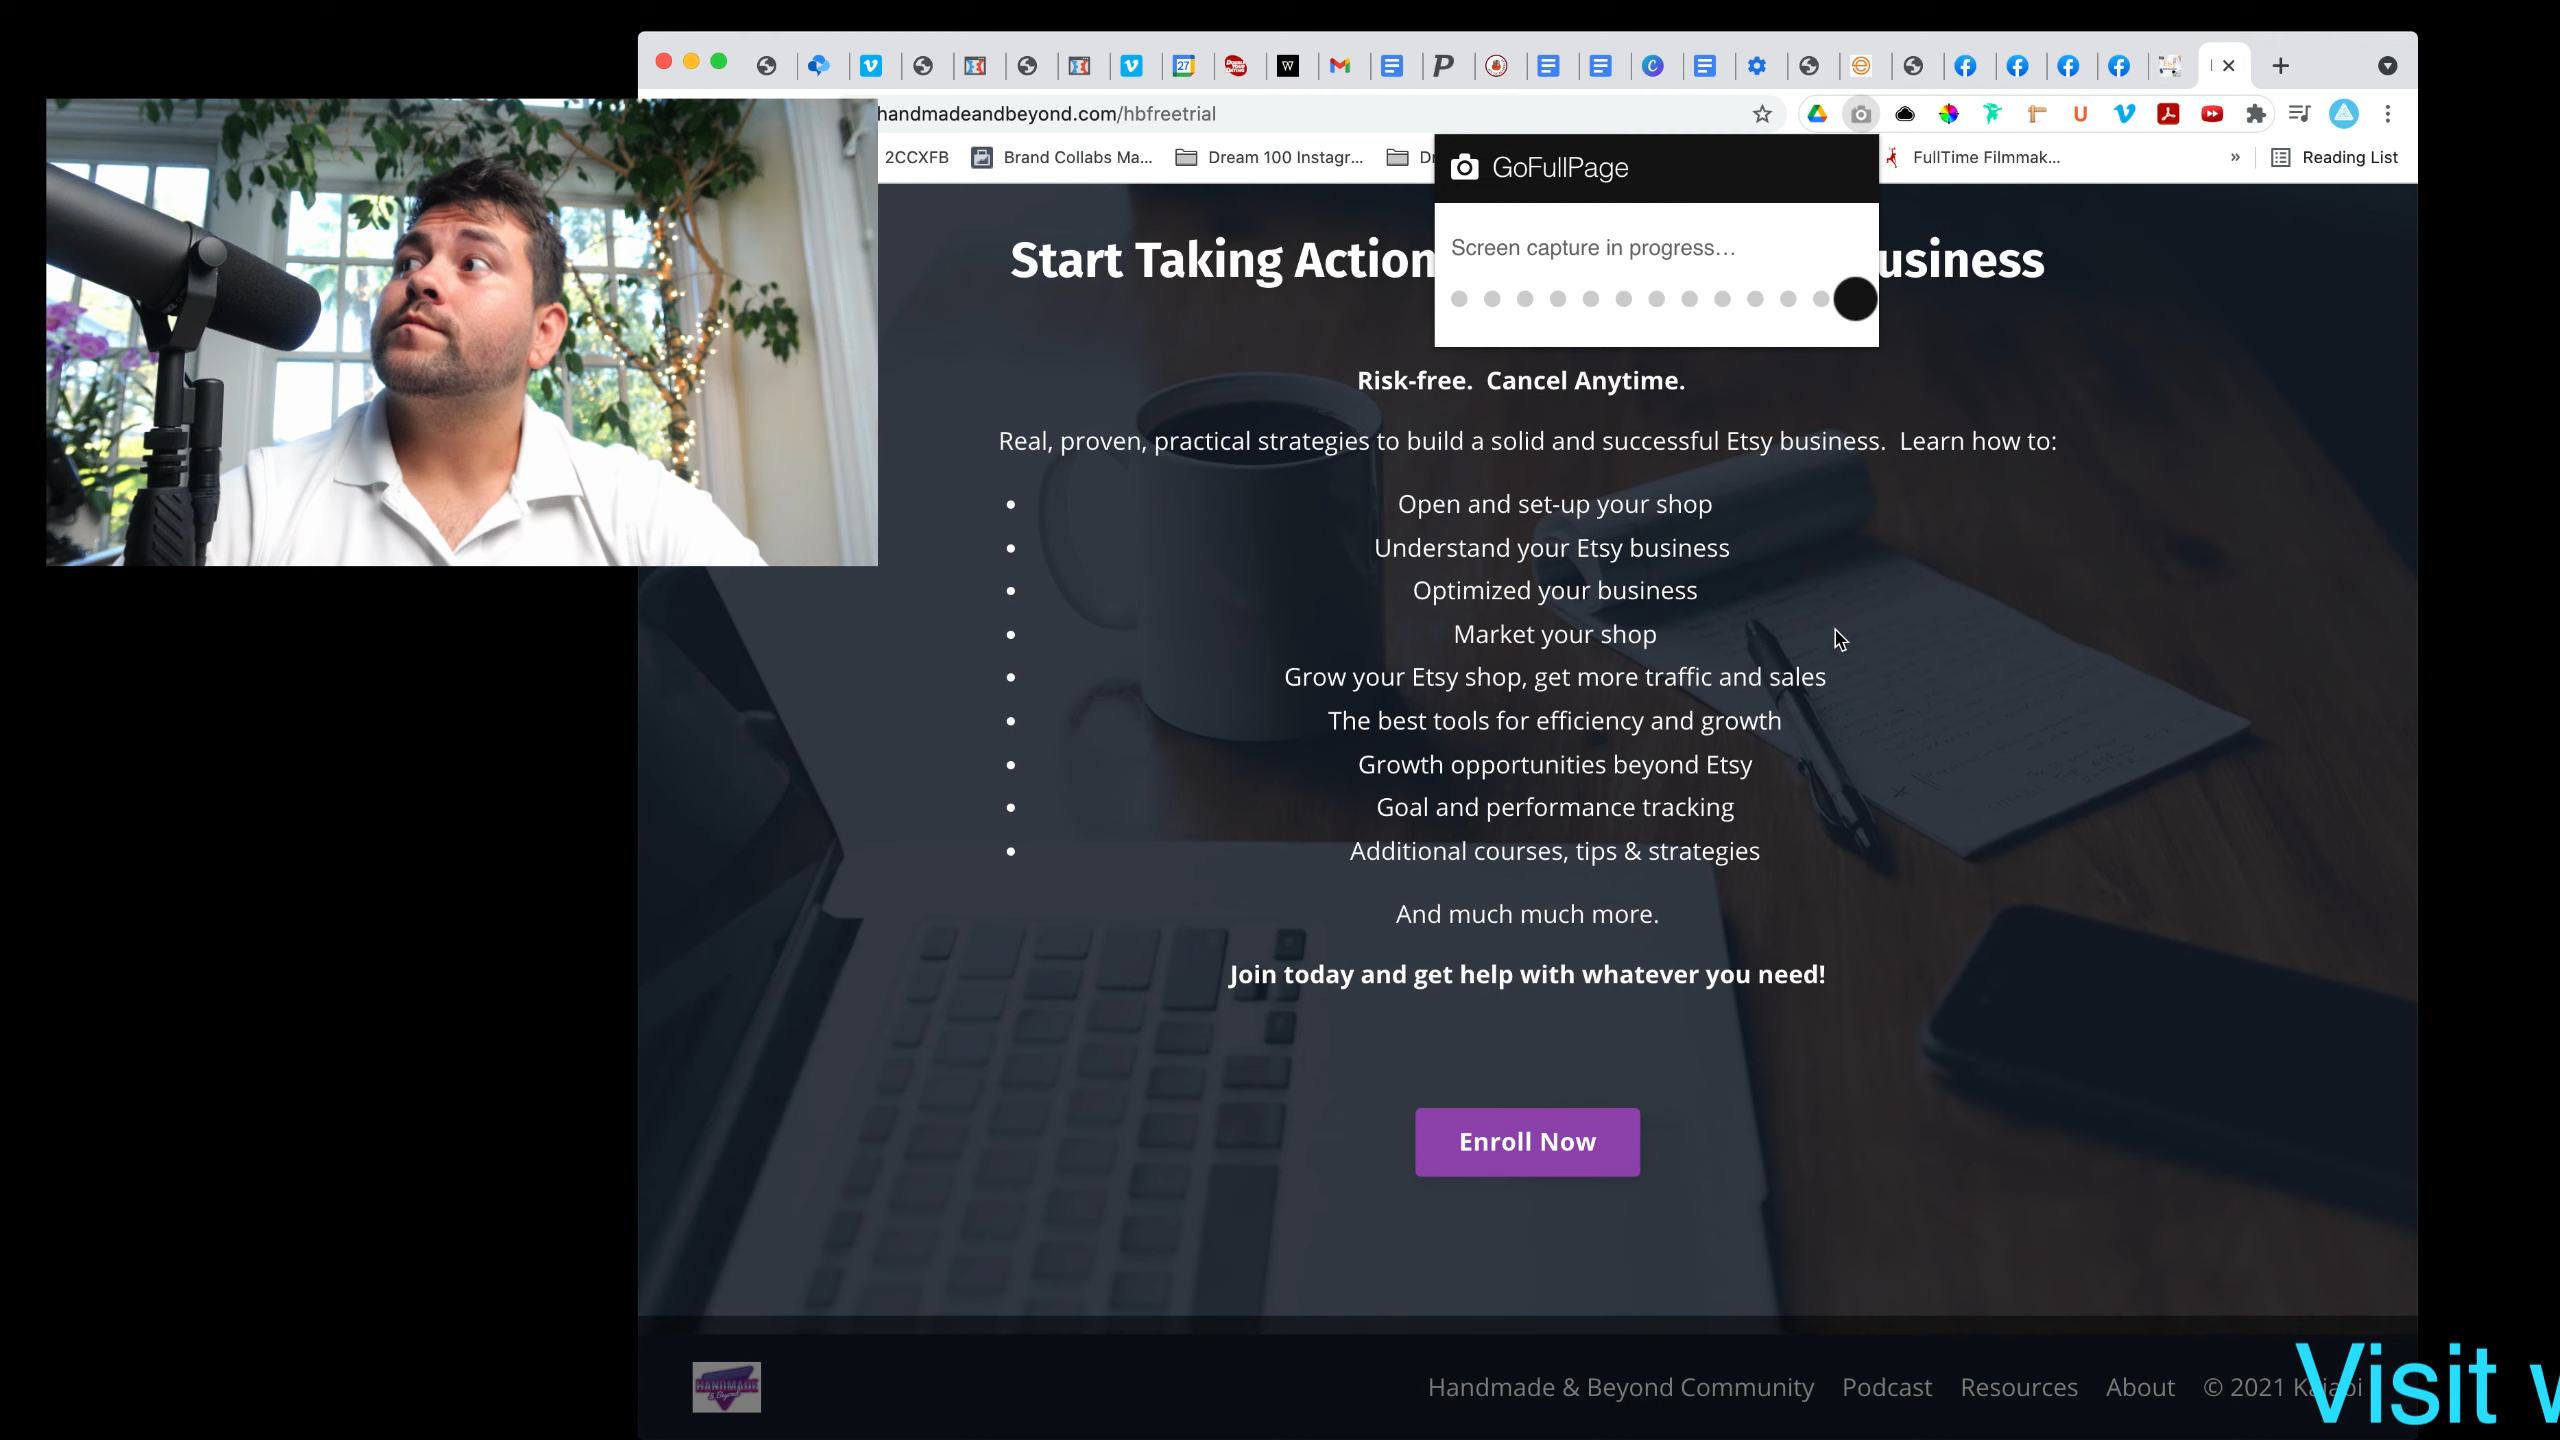 27
W
P
C
handmadeandbeyond.com/hbfreetrial
U
2CCXFB
Brand Collabs Ma...
Dream 100 Instagr...
FullTime Filmmak...
»
Reading List
GoFullPage
Screen capture in progress...
Start Taking Action
usiness
Risk-free. Cancel Anytime.
Real, proven, practical strategies to build a solid and successful Etsy business. Learn how to:
• Open and set-up your shop
• Understand your Etsy business
• Optimized your business
• Market your shop
• Grow your Etsy shop, get more traffic and sales
• The best tools for efficiency and growth
• Growth opportunities beyond Etsy
• Goal and performance tracking
• Additional courses, tips & strategies
And much much more.
Join today and get help with whatever you need!
Enroll Now
HANDMADE
& Beyond
Handmade & Beyond Community Podcast Resources About © 2021 Kajabi
Visit